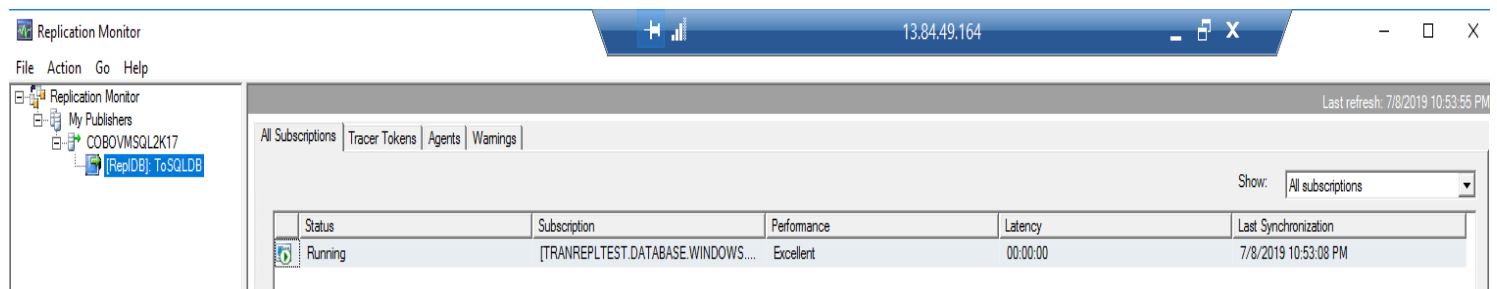 Replication Monitor
13.84.49.164
File Action Go Help
Replication Monitor
My Publishers
COBOVMSQL2K17
[ReplDB]: ToSQLDB
Last refresh: 7/8/2019 10:53:55 PM
All Subscriptions Tracer Tokens Agents Warnings
Show: All subscriptions
Status Subscription Performance Latency Last Synchronization
Running [TRANREPLTEST.DATABASE.WINDOWS.... Excellent 00:00:00 7/8/2019 10:53:08 PM